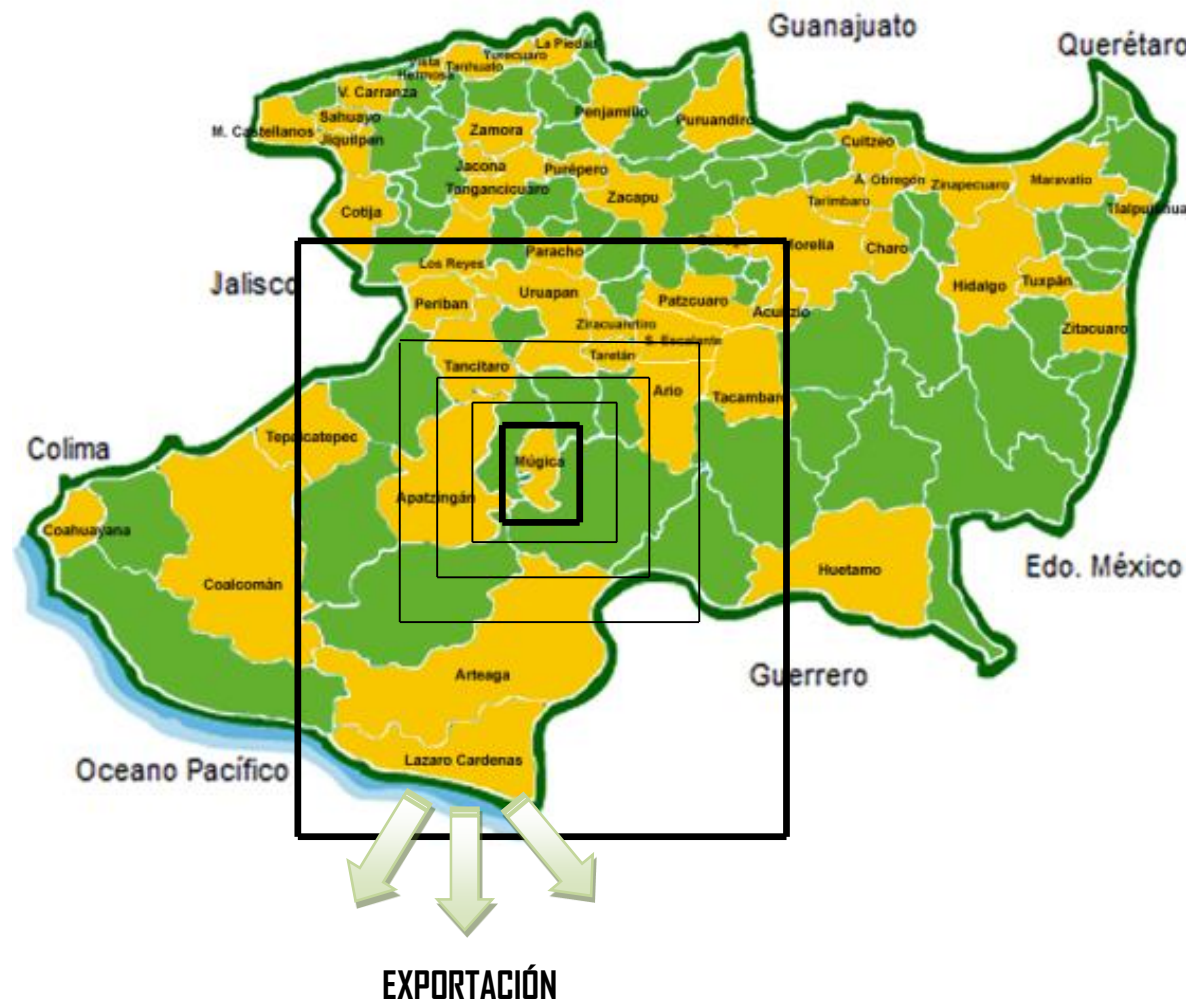 Guanajuato
Querétaro
La Piedad
Yurecuaro
Vista
Hermosa
Tanhuato
V. Carranza
Sahuayo
M. Castellanos
Jiquilpan
Penjamillo
Puruandiro
Zamora
Cuitzeo
Jacona
Purépero
Tangancicuaro
A. Obregón
Zinapecuaro
Maravatio
Cotija
Zacapu
Tarimbaro
Tlalpujahua
Paracho
Morelia
Charo
Los Reyes
Jalisco
Periban
Uruapan
Patzcuaro
Acuitzio
Hidalgo
Tuxpán
Zitacuaro
Ziracuaretiro
S. Escalante
Taretán
Tancitaro
Ario
Tacambaro
Colima
Tepalcatepec
Múgica
Apatzingán
Coahuayana
Coalcomán
Huetamo
Edo. México
Arteaga
Guerrero
Lazaro Cardenas
Oceano Pacífico
EXPORTACIÓN